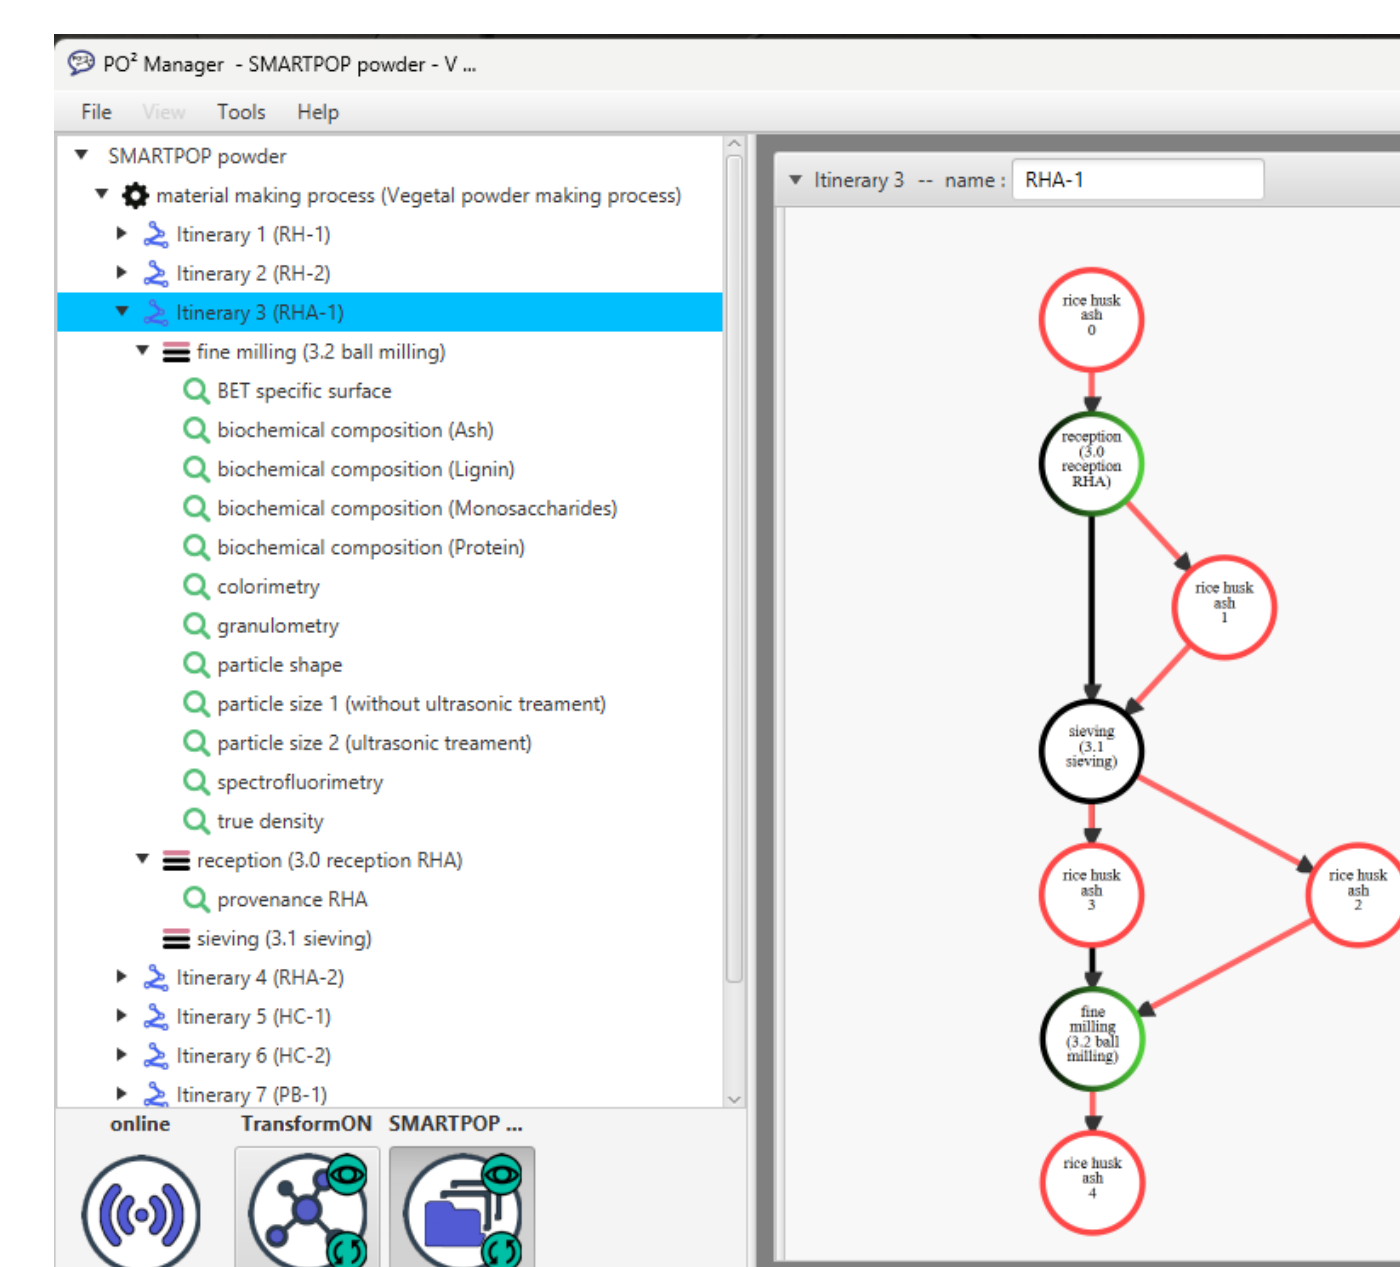 PO² Manager - SMARTPOP powder - V ...
File View Tools Help
SMARTPOP powder
material making process (Vegetal powder making process)
Itinerary 1 (RH-1)
Itinerary 2 (RH-2)
Itinerary 3 (RHA-1)
fine milling (3.2 ball milling)
BET specific surface
biochemical composition (Ash)
biochemical composition (Lignin)
biochemical composition (Monosaccharides)
biochemical composition (Protein)
colorimetry
granulometry
particle shape
particle size 1 (without ultrasonic treament)
particle size 2 (ultrasonic treament)
spectrofluorimetry
true density
reception (3.0 reception RHA)
provenance RHA
sieving (3.1 sieving)
Itinerary 4 (RHA-2)
Itinerary 5 (HC-1)
Itinerary 6 (HC-2)
Itinerary 7 (PB-1)
online
TransformON
SMARTPOP ...
Itinerary 3 -- name : RHA-1
rice husk
ash
0
reception
(3.0
reception
RHA)
rice husk
ash
1
sieving
(3.1
sieving)
rice husk
ash
3
rice husk
ash
2
fine
milling
(3.2 ball
milling)
rice husk
ash
4